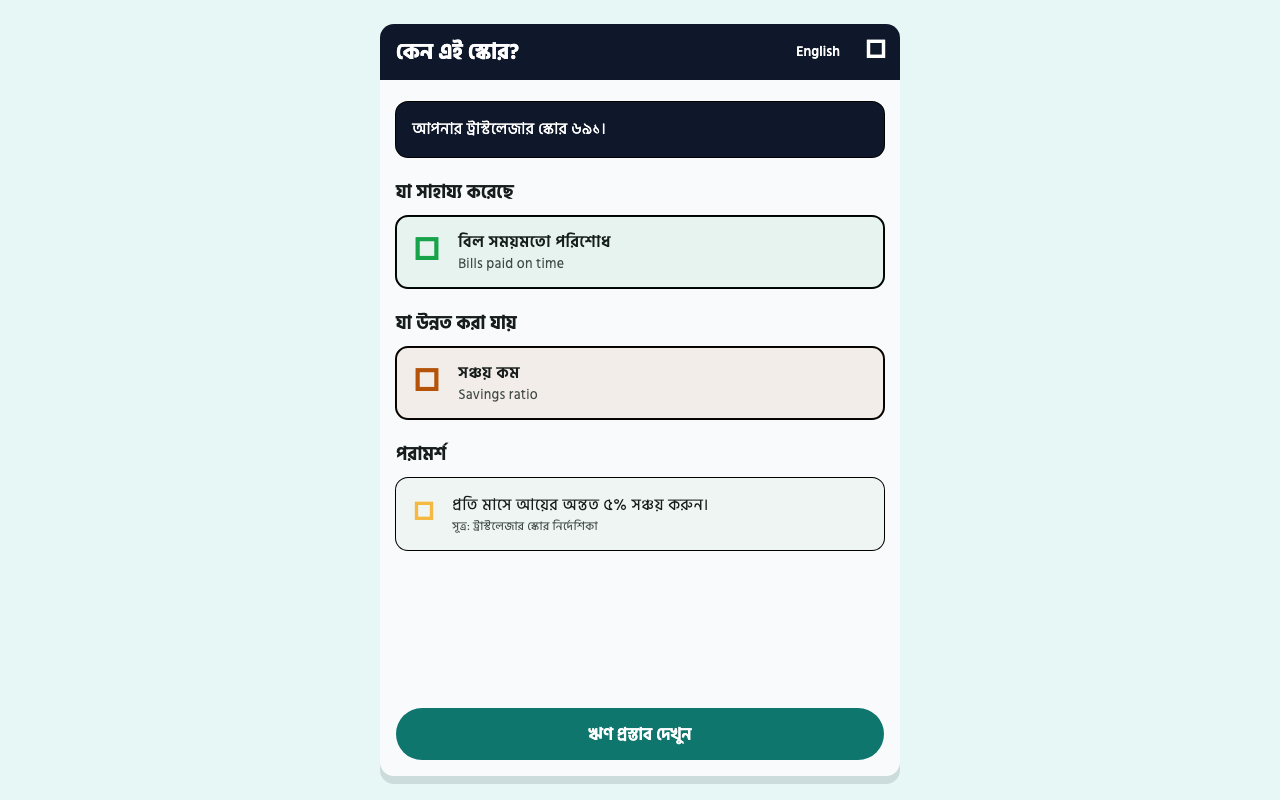 কেন এই স্কোর?
English
আপনার ট্রাস্টলেজার স্কোর ৬৯১।
যা সাহায্য করেছে
বিল সময়মতো পরিশোধ
Bills paid on time
যা উন্নত করা যায়
সঞ্চয় কম
Savings ratio
পরামর্শ
প্রতি মাসে আয়ের অন্তত ৫% সঞ্চয় করুন।
সূত্র: ট্রাস্টলেজার স্কোর নির্দেশিকা
ঋণ প্রস্তাব দেখুন